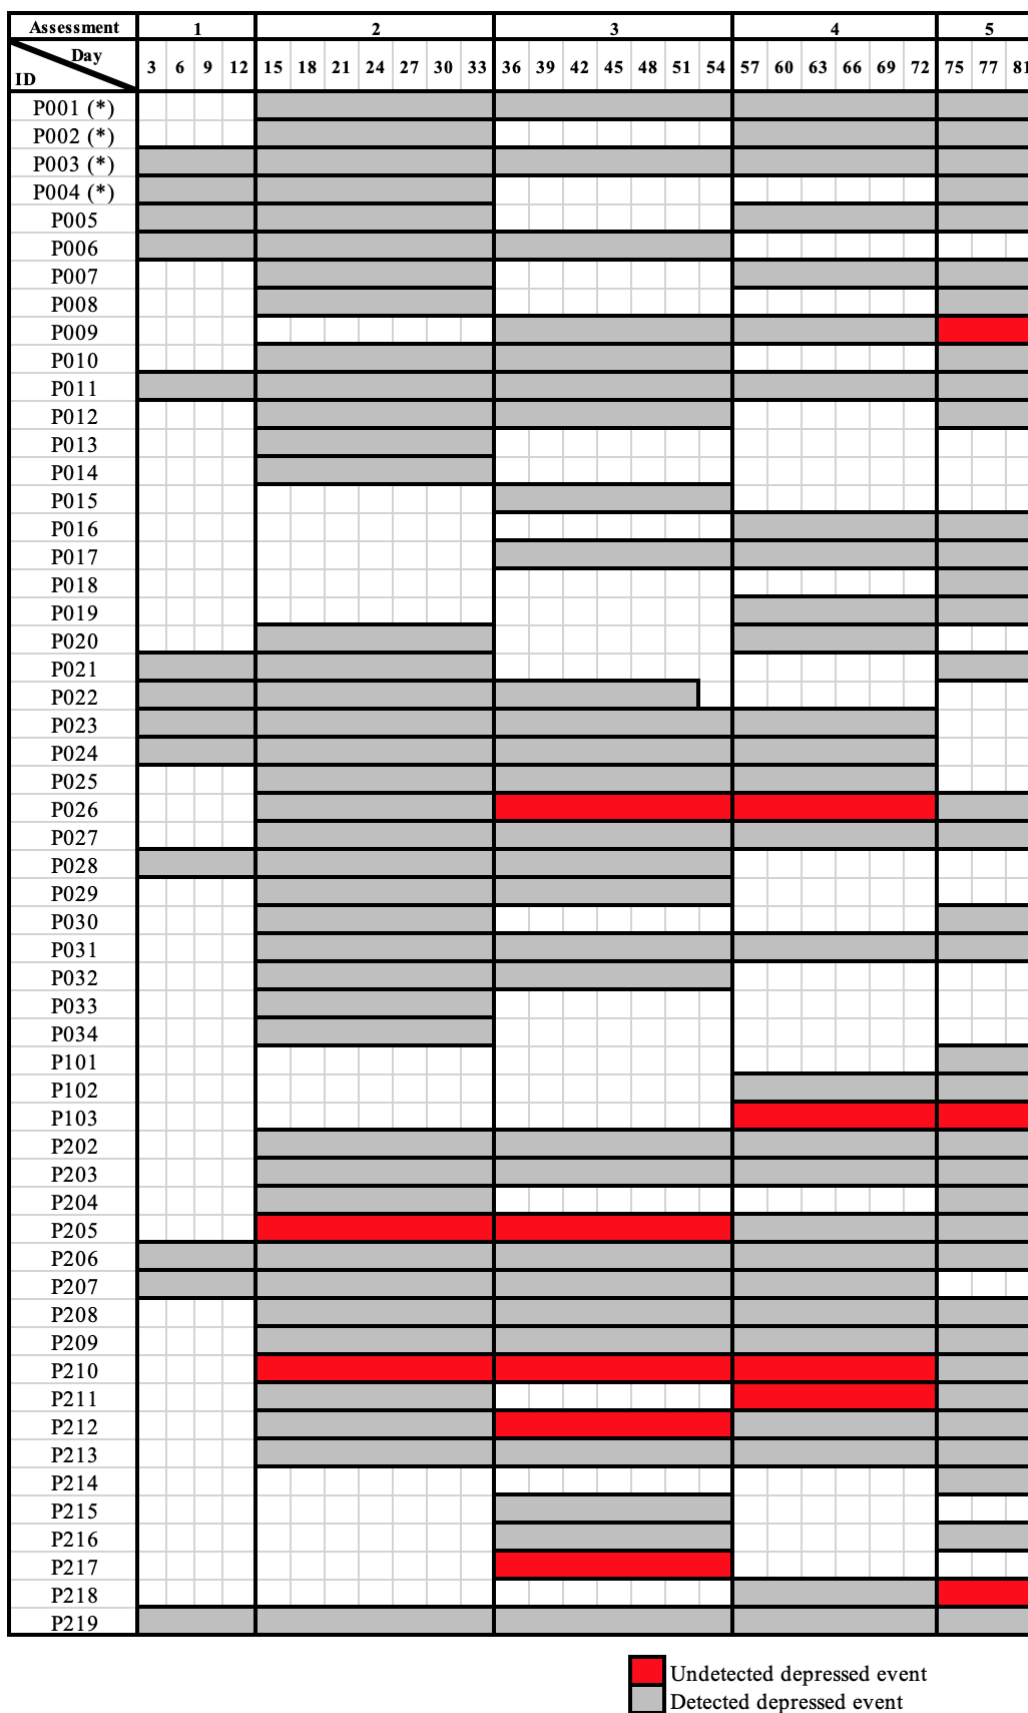 Assessment 1 2 3 4 5
Day
ID
3 6 9 12 15 18 21 24 27 30 33 36 39 42 45 48 51 54 57 60 63 66 69 72 75 77 81
P001 (*)
P002 (*)
P003 (*)
P004 (*)
P005
P006
P007
P008
P009
P010
P011
P012
P013
P014
P015
P016
P017
P018
P019
P020
P021
P022
P023
P024
P025
P026
P027
P028
P029
P030
P031
P032
P033
P034
P101
P102
P103
P202
P203
P204
P205
P206
P207
P208
P209
P210
P211
P212
P213
P214
P215
P216
P217
P218
P219
Undetected depressed event
Detected depressed event